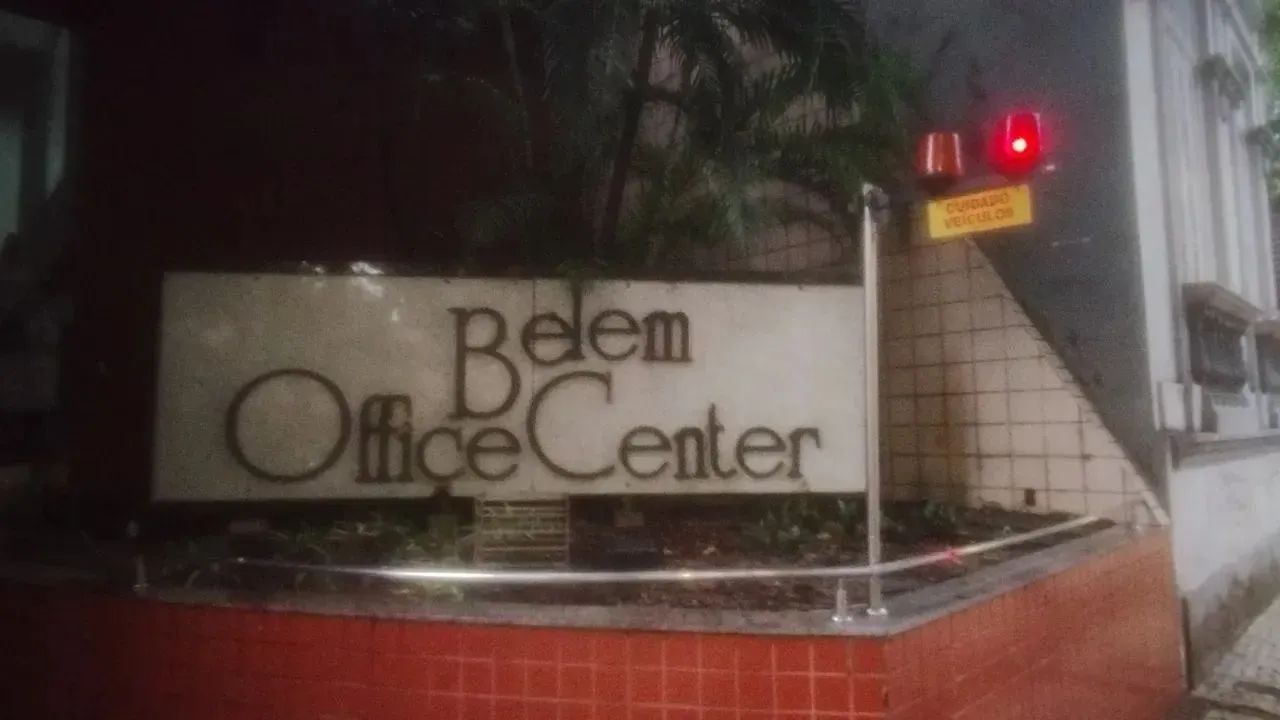 Belem
Office Center
CUIDADO
VEÍCULOS